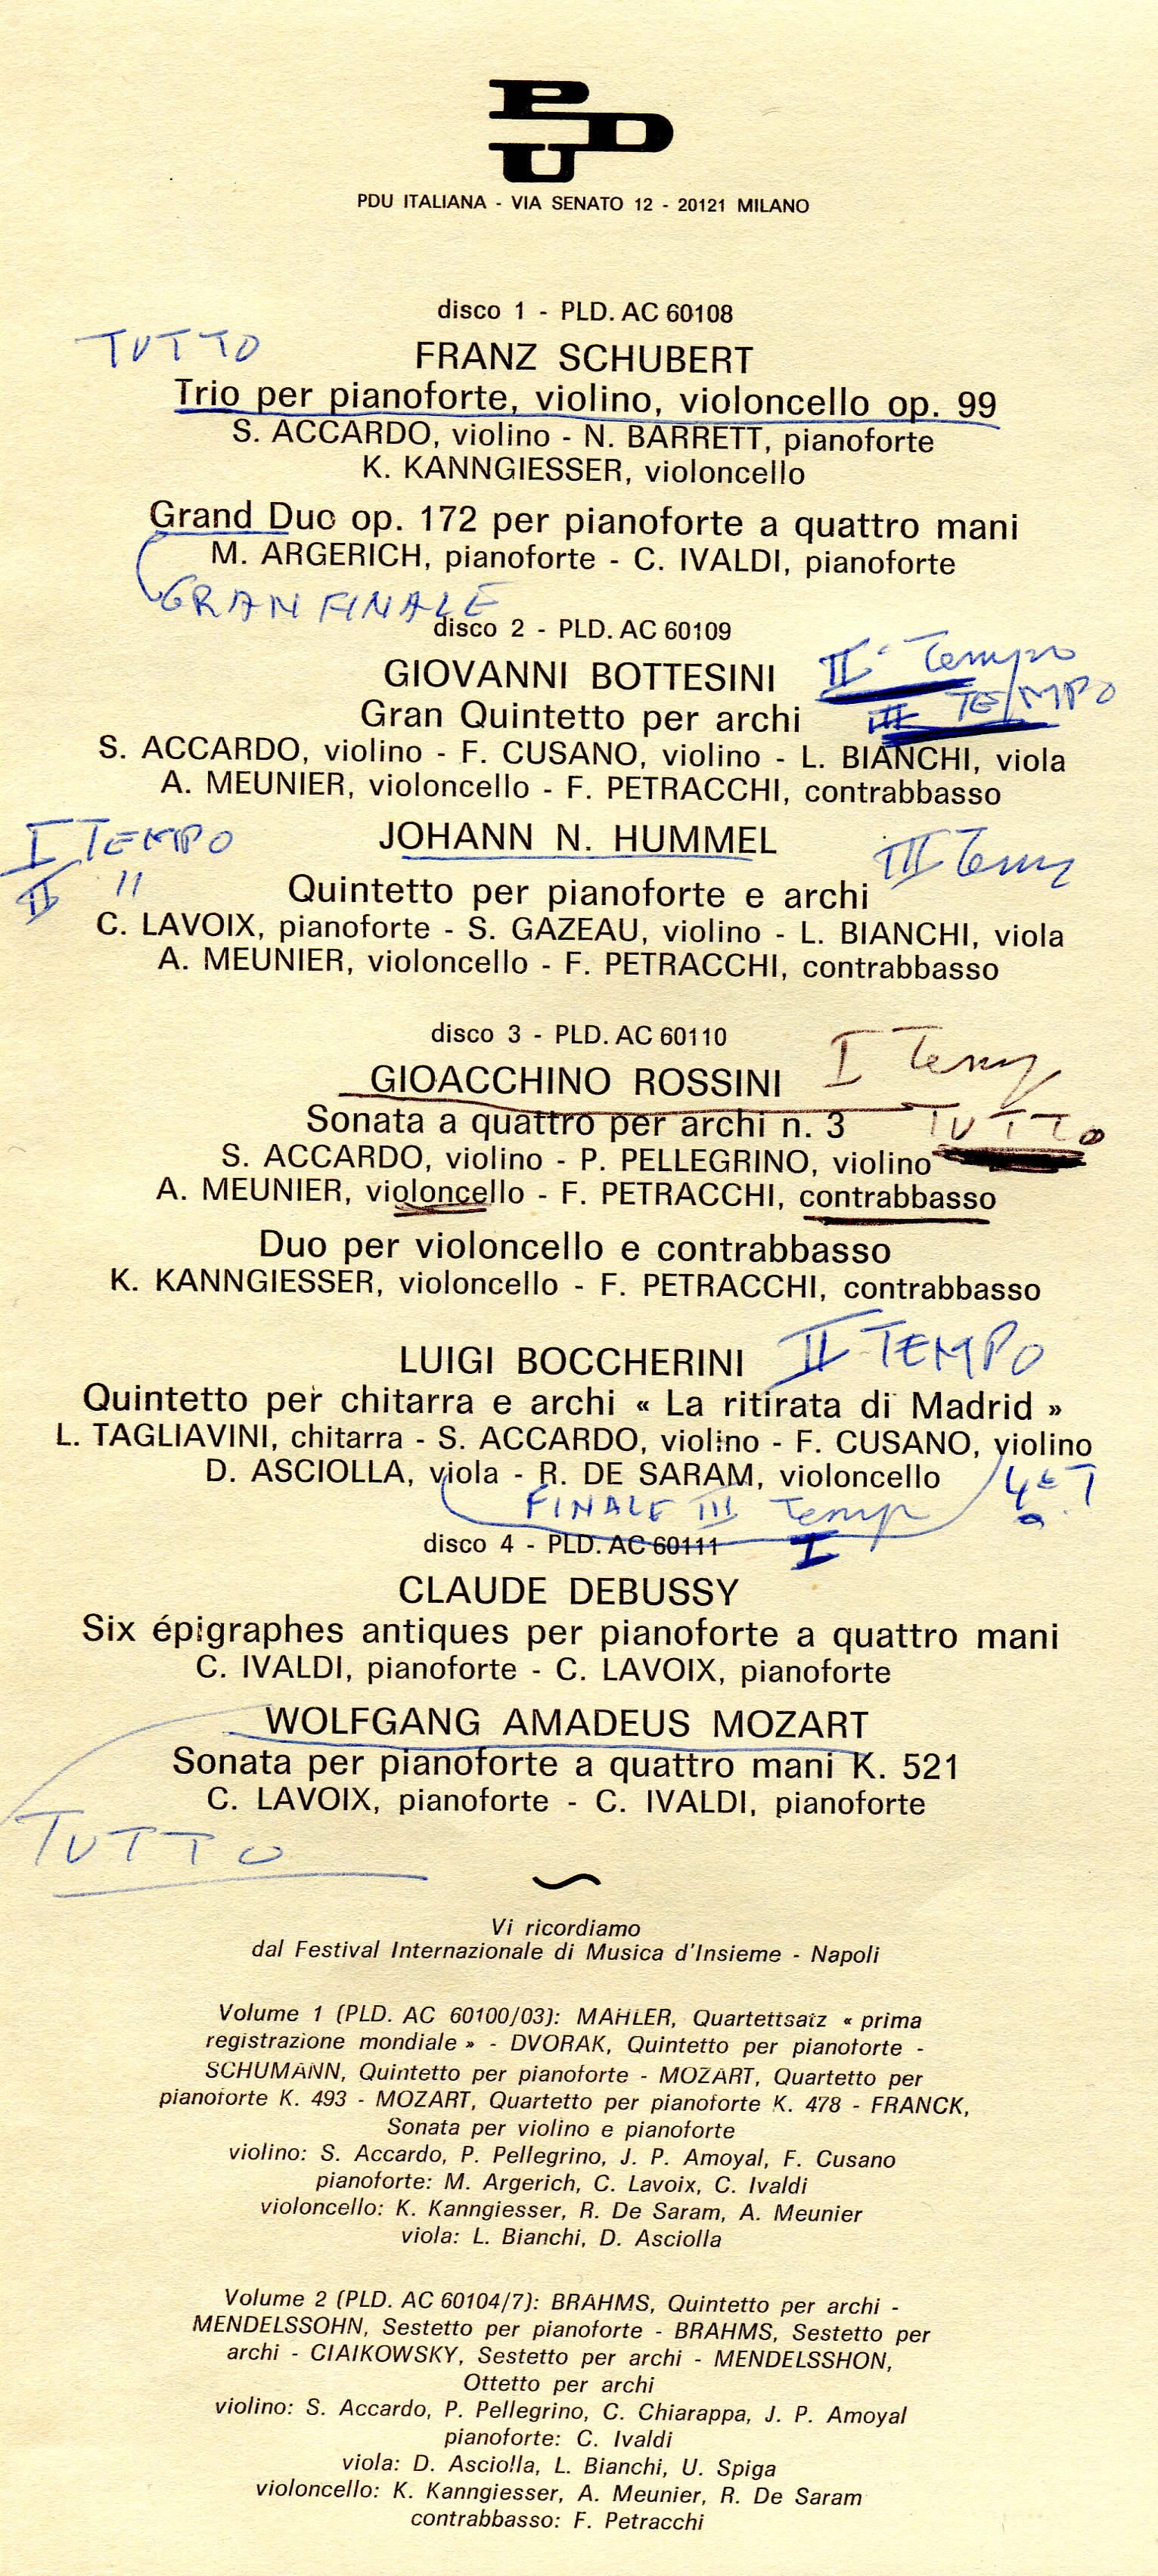 PDU
PDU ITALIANA - VIA SENATO 12 - 20121 MILANO
disco 1 - PLD. AC 60108
TUTTO
FRANZ SCHUBERT
Trio per pianoforte, violino, violoncello op. 99
S. ACCARDO, violino - N. BARRETT, pianoforte
K. KANNGIESSER, violoncello
Grand Duo op. 172 per pianoforte a quattro mani
M. ARGERICH, pianoforte - C. IVALDI, pianoforte
GRAN FINALE
disco 2 - PLD. AC 60109
II° Tempo
GIOVANNI BOTTESINI
III TEMPO
Gran Quintetto per archi
S. ACCARDO, violino - F. CUSANO, violino - L. BIANCHI, viola
A. MEUNIER, violoncello - F. PETRACCHI, contrabbasso
I TEMPO
JOHANN N. HUMMEL
III Temp
II "
Quintetto per pianoforte e archi
C. LAVOIX, pianoforte - S. GAZEAU, violino - L. BIANCHI, viola
A. MEUNIER, violoncello - F. PETRACCHI, contrabbasso
disco 3 - PLD. AC 60110
I Temp
GIOACCHINO ROSSINI
Sonata a quattro per archi n. 3
TUTTO
S. ACCARDO, violino - P. PELLEGRINO, violino
A. MEUNIER, violoncello - F. PETRACCHI, contrabbasso
Duo per violoncello e contrabbasso
K. KANNGIESSER, violoncello - F. PETRACCHI, contrabbasso
LUIGI BOCCHERINI
II TEMPO
Quintetto per chitarra e archi « La ritirata di Madrid »
L. TAGLIAVINI, chitarra - S. ACCARDO, violino - F. CUSANO, violino
D. ASCIOLLA, viola - R. DE SARAM, violoncello
FINALE III Temp
disco 4 - PLD. AC 60111
I
CLAUDE DEBUSSY
Six épigraphes antiques per pianoforte a quattro mani
C. IVALDI, pianoforte - C. LAVOIX, pianoforte
WOLFGANG AMADEUS MOZART
Sonata per pianoforte a quattro mani K. 521
C. LAVOIX, pianoforte - C. IVALDI, pianoforte
TUTTO
Vi ricordiamo
dal Festival Internazionale di Musica d'Insieme - Napoli
Volume 1 (PLD. AC 60100/03): MAHLER, Quartettsatz « prima
registrazione mondiale » - DVORAK, Quintetto per pianoforte -
SCHUMANN, Quintetto per pianoforte - MOZART, Quartetto per
pianoforte K. 493 - MOZART, Quartetto per pianoforte K. 478 - FRANCK,
Sonata per violino e pianoforte
violino: S. Accardo, P. Pellegrino, J. P. Amoyal, F. Cusano
pianoforte: M. Argerich, C. Lavoix, C. Ivaldi
violoncello: K. Kanngiesser, R. De Saram, A. Meunier
viola: L. Bianchi, D. Asciolla
Volume 2 (PLD. AC 60104/7): BRAHMS, Quintetto per archi -
MENDELSSOHN, Sestetto per pianoforte - BRAHMS, Sestetto per
archi - CIAIKOWSKY, Sestetto per archi - MENDELSSHON,
Ottetto per archi
violino: S. Accardo, P. Pellegrino, C. Chiarappa, J. P. Amoyal
pianoforte: C. Ivaldi
viola: D. Asciolla, L. Bianchi, U. Spiga
violoncello: K. Kanngiesser, A. Meunier, R. De Saram
contrabbasso: F. Petracchi